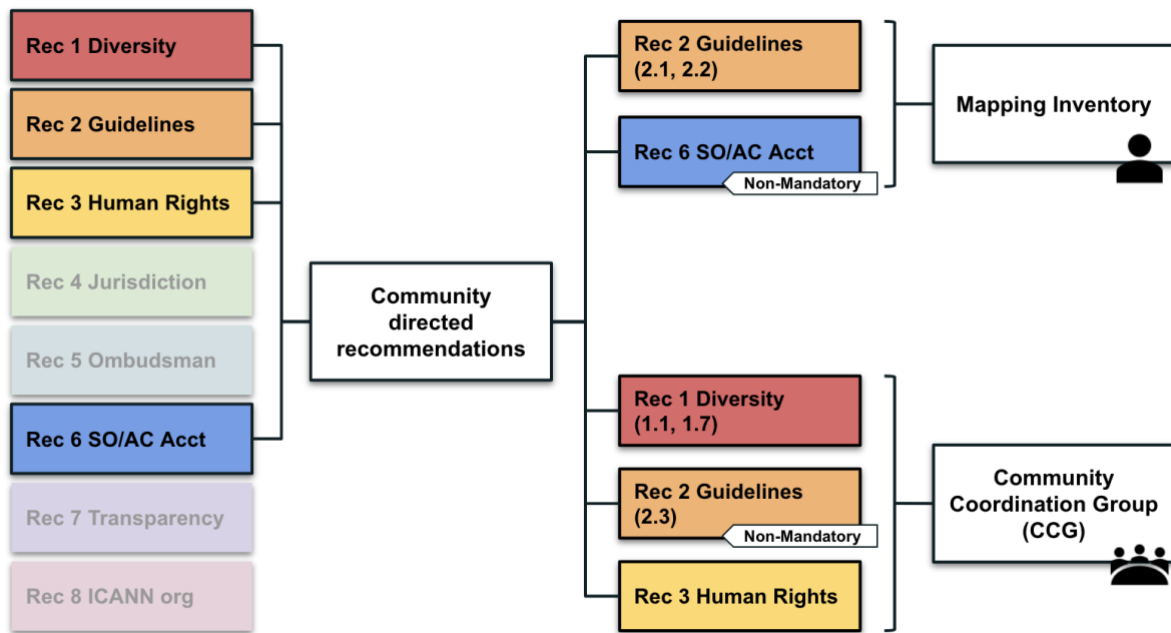 Rec 1 Diversity
Rec 2 Guidelines
Rec 3 Human Rights
Rec 4 Jurisdiction
Rec 5 Ombudsman
Rec 6 SO/AC Acct
Rec 7 Transparency
Rec 8 ICANN org
Community
directed
recommendations
Rec 2 Guidelines
(2.1, 2.2)
Rec 6 SO/AC Acct
Non-Mandatory
Mapping Inventory
Rec 1 Diversity
(1.1, 1.7)
Rec 2 Guidelines
(2.3)
Non-Mandatory
Rec 3 Human Rights
Community
Coordination Group
(CCG)